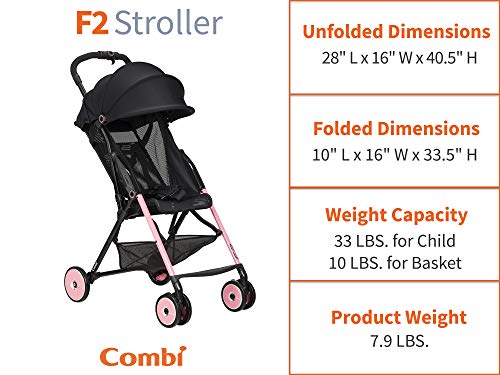 F2 Stroller
Combi
Unfolded Dimensions
28" L x 16" W x 40.5" H
Folded Dimensions
10" L x 16" W x 33.5" H
Weight Capacity
33 LBS. for Child
10 LBS. for Basket
Product Weight
7.9 LBS.